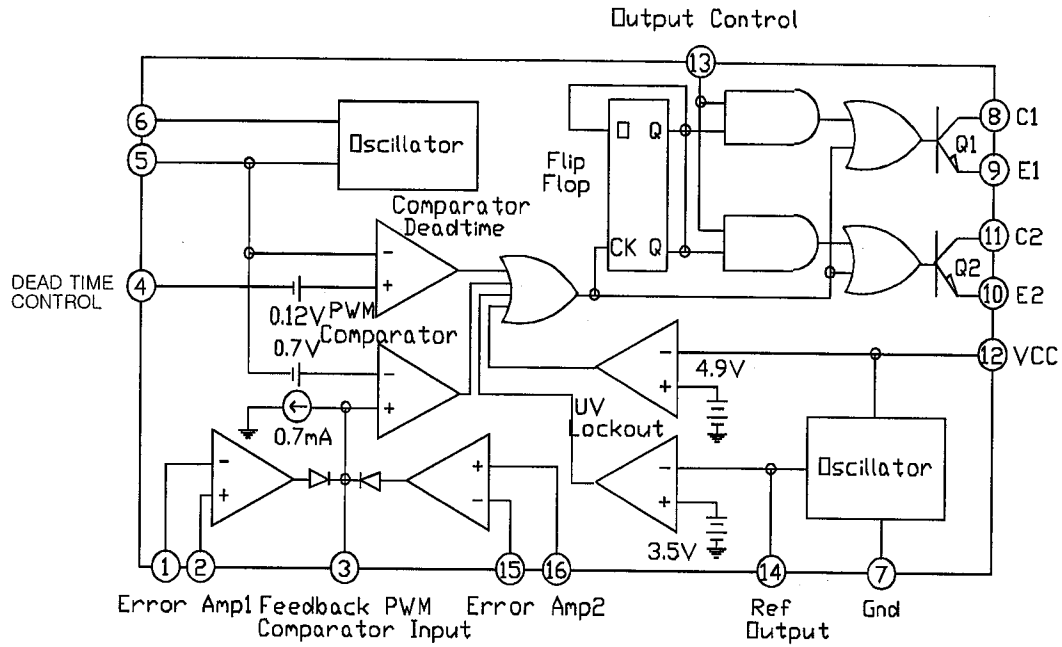 Output Control
13
6
Oscillator
5
D Q
Flip
Flop
CK Q
8 C1
Q1
9 E1
Comparator
Deadtime
-
+
11 C2
Q2
10 E2
DEAD TIME
CONTROL
4
0.12V
PWM
Comparator
0.7V
-
+
0.7mA
-
+
4.9V
12 VCC
UV
Lockout
-
+
3.5V
Oscillator
-
+
+
-
1
2
3
15
16
14
7
Error Amp1
Feedback PWM
Comparator Input
Error Amp2
Ref
Output
Gnd